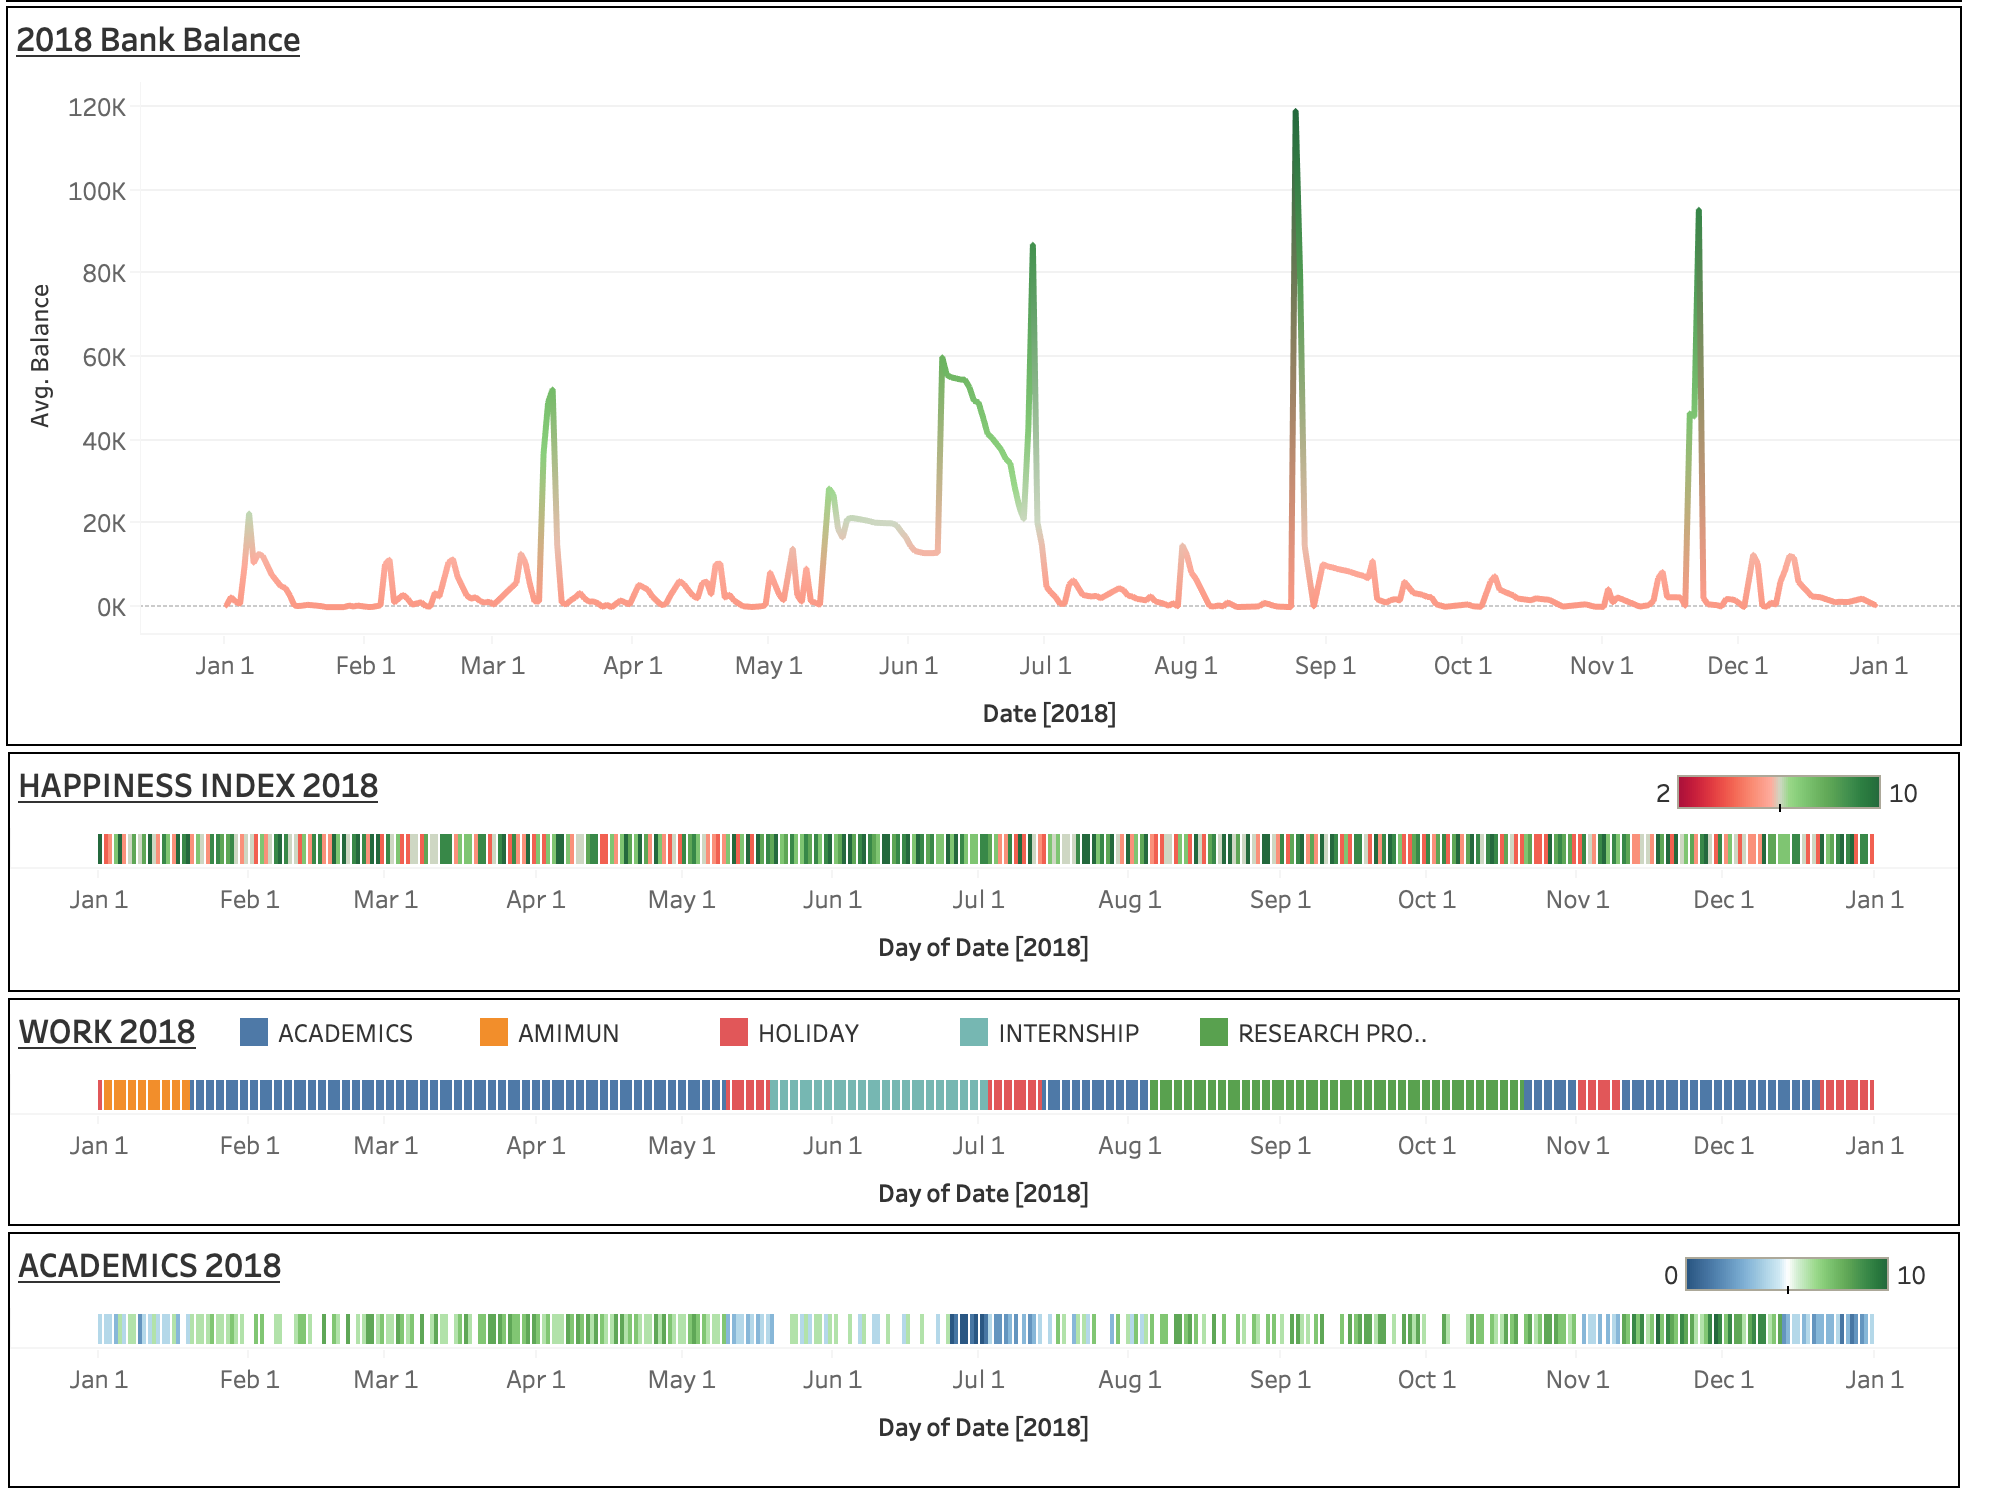 2018 Bank Balance
120K
100K
80K
60K
40K
20K
0K
Avg. Balance
Jan 1 Feb 1 Mar 1 Apr 1 May 1 Jun 1 Jul 1 Aug 1 Sep 1 Oct 1 Nov 1 Dec 1 Jan 1
Date [2018]
HAPPINESS INDEX 2018 2 10
Jan 1 Feb 1 Mar 1 Apr 1 May 1 Jun 1 Jul 1 Aug 1 Sep 1 Oct 1 Nov 1 Dec 1 Jan 1
Day of Date [2018]
WORK 2018 ACADEMICS AMIMUN HOLIDAY INTERNSHIP RESEARCH PRO..
Jan 1 Feb 1 Mar 1 Apr 1 May 1 Jun 1 Jul 1 Aug 1 Sep 1 Oct 1 Nov 1 Dec 1 Jan 1
Day of Date [2018]
ACADEMICS 2018 0 10
Jan 1 Feb 1 Mar 1 Apr 1 May 1 Jun 1 Jul 1 Aug 1 Sep 1 Oct 1 Nov 1 Dec 1 Jan 1
Day of Date [2018]